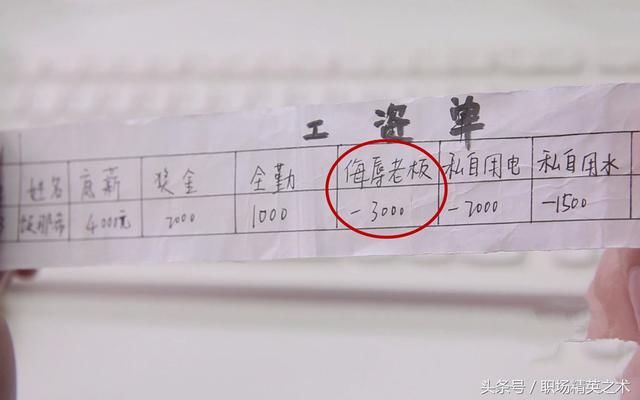 工盗单
姓名 底薪 奖金 全勤 侮辱老板 私自用电 私自用水
4000元 2000 1000 -3000 -2000 -1500
头条号/职场精英之术